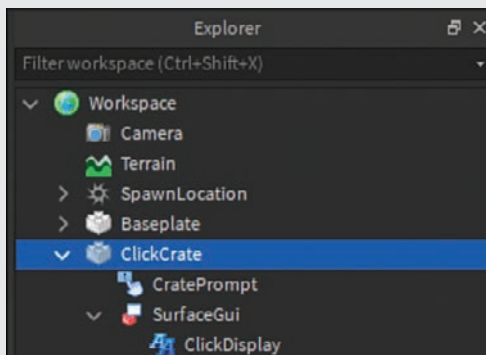 Explorer
Filter workspace (Ctrl+Shift+X)
Workspace
Camera
Terrain
SpawnLocation
Baseplate
ClickCrate
CratePrompt
SurfaceGui
ClickDisplay